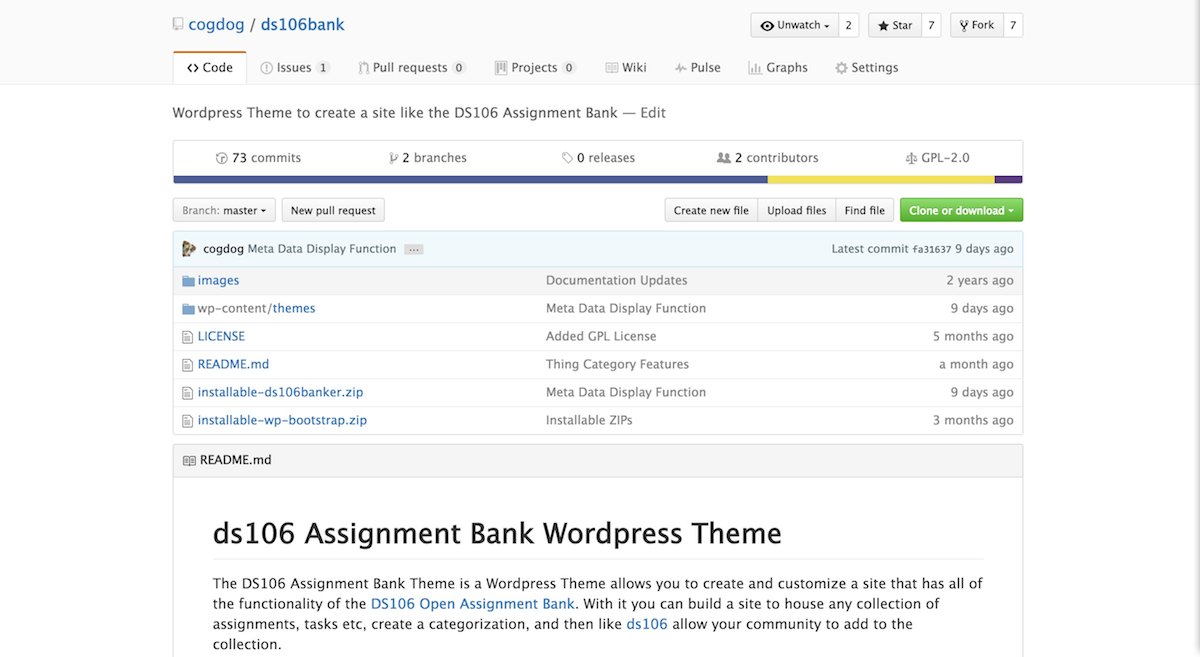 cogdog / ds106bank Unwatch 2 Star 7 Fork 7
Code Issues 1 Pull requests 0 Projects 0 Wiki Pulse Graphs Settings
Wordpress Theme to create a site like the DS106 Assignment Bank — Edit
73 commits 2 branches 0 releases 2 contributors GPL-2.0
Branch: master New pull request Create new file Upload files Find file Clone or download
cogdog Meta Data Display Function ... Latest commit fa31637 9 days ago
images Documentation Updates 2 years ago
wp-content/themes Meta Data Display Function 9 days ago
LICENSE Added GPL License 5 months ago
README.md Thing Category Features a month ago
installable-ds106banker.zip Meta Data Display Function 9 days ago
installable-wp-bootstrap.zip Installable ZIPs 3 months ago
README.md
ds106 Assignment Bank Wordpress Theme
The DS106 Assignment Bank Theme is a Wordpress Theme allows you to create and customize a site that has all of
the functionality of the DS106 Open Assignment Bank. With it you can build a site to house any collection of
assignments, tasks etc, create a categorization, and then like ds106 allow your community to add to the
collection.